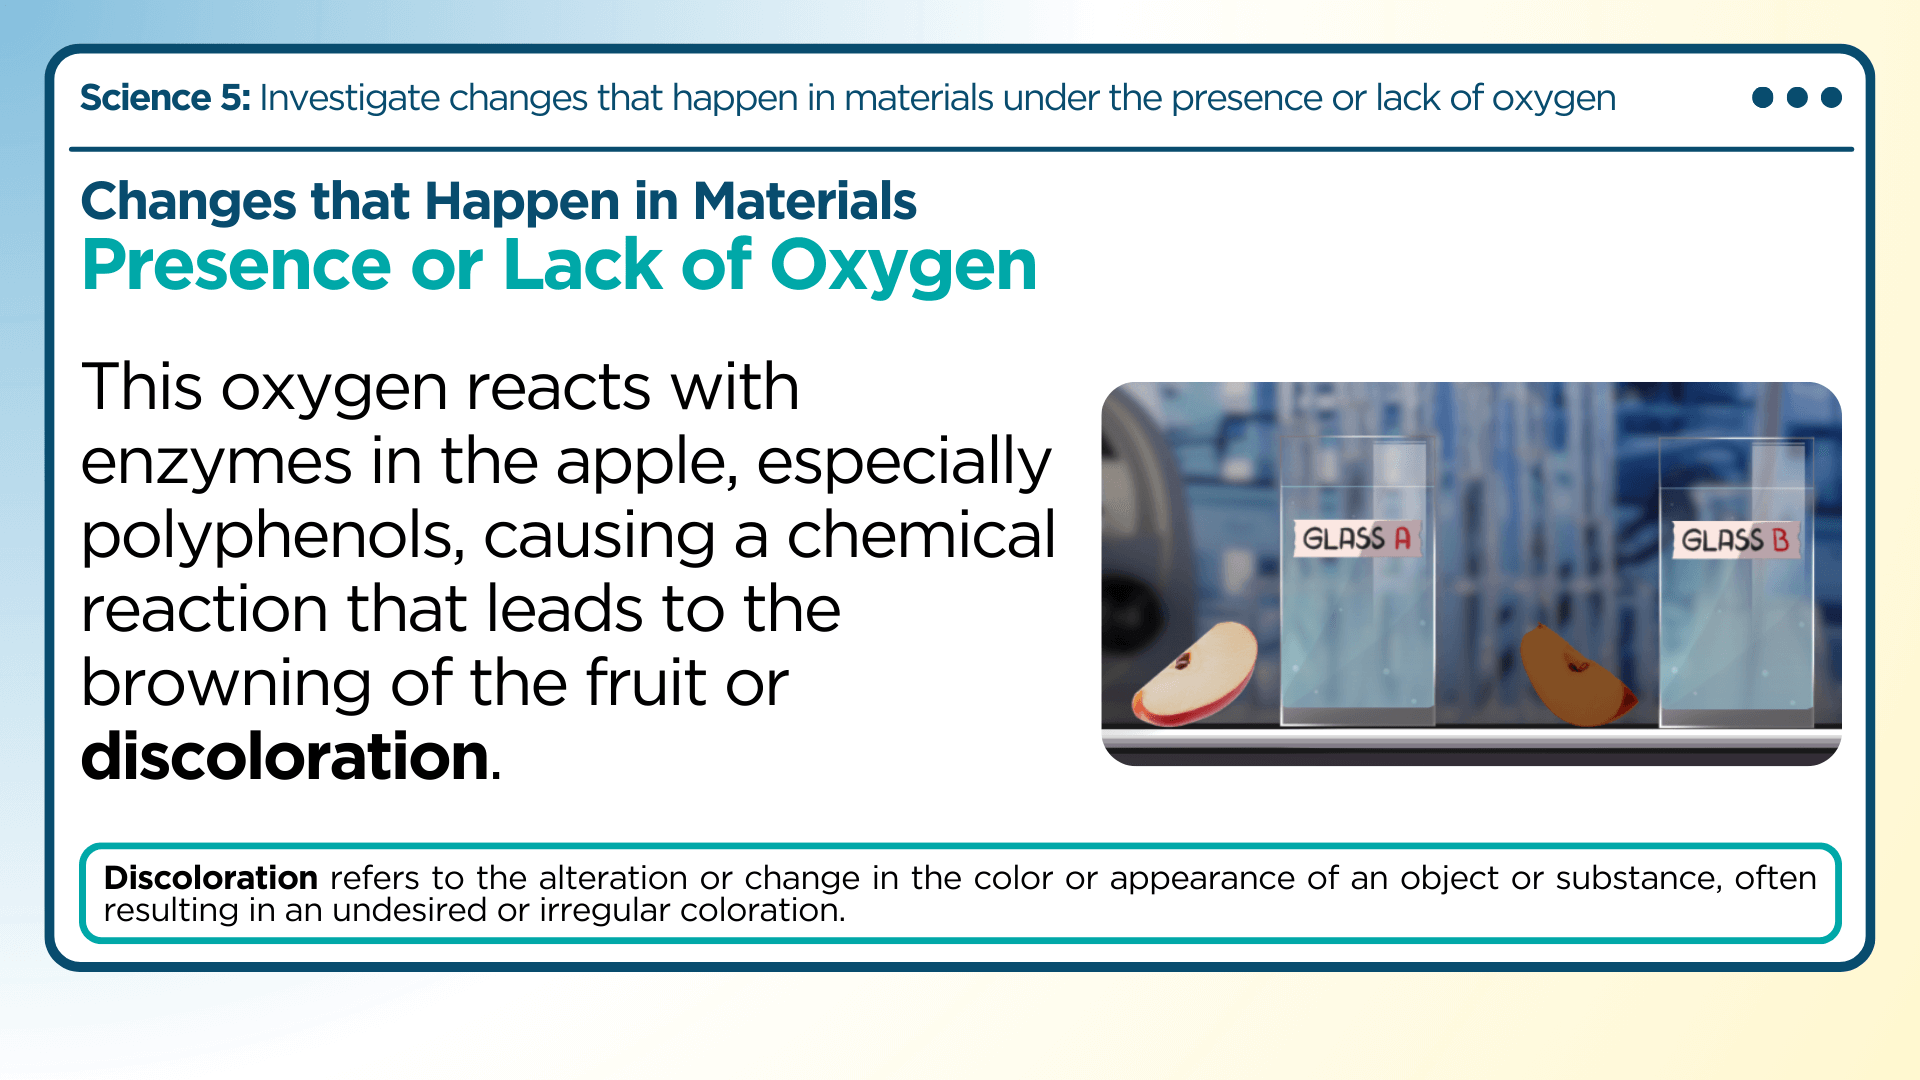 Science 5: Investigate changes that happen in materials under the presence or lack of oxygen
Changes that Happen in Materials
Presence or Lack of Oxygen
This oxygen reacts with
enzymes in the apple, especially
polyphenols, causing a chemical
reaction that leads to the
browning of the fruit or
discoloration.
GLASS A
GLASS B
Discoloration refers to the alteration or change in the color or appearance of an object or substance, often
resulting in an undesired or irregular coloration.